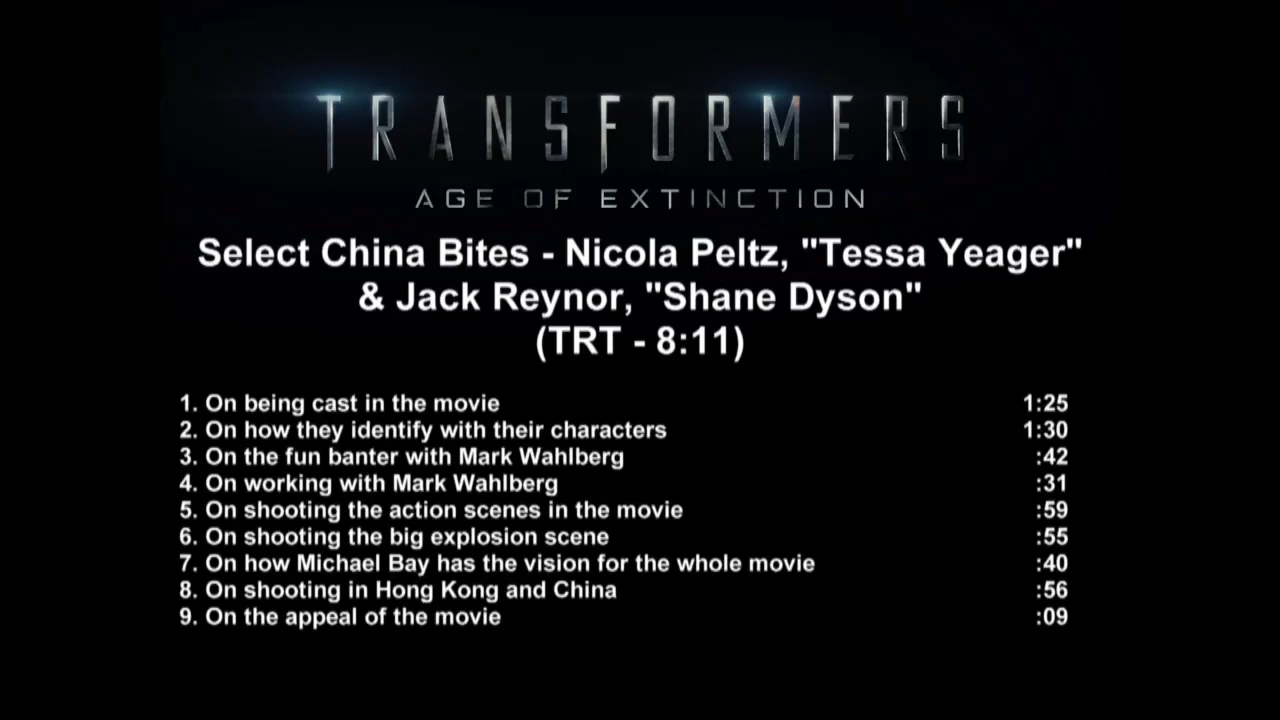 TRANSFORMERS
AGE OF EXTINCTION
Select China Bites - Nicola Peltz, "Tessa Yeager"
& Jack Reynor, "Shane Dyson"
(TRT - 8:11)
1. On being cast in the movie 1:25
2. On how they identify with their characters 1:30
3. On the fun banter with Mark Wahlberg :42
4. On working with Mark Wahlberg :31
5. On shooting the action scenes in the movie :59
6. On shooting the big explosion scene :55
7. On how Michael Bay has the vision for the whole movie :40
8. On shooting in Hong Kong and China :56
9. On the appeal of the movie :09